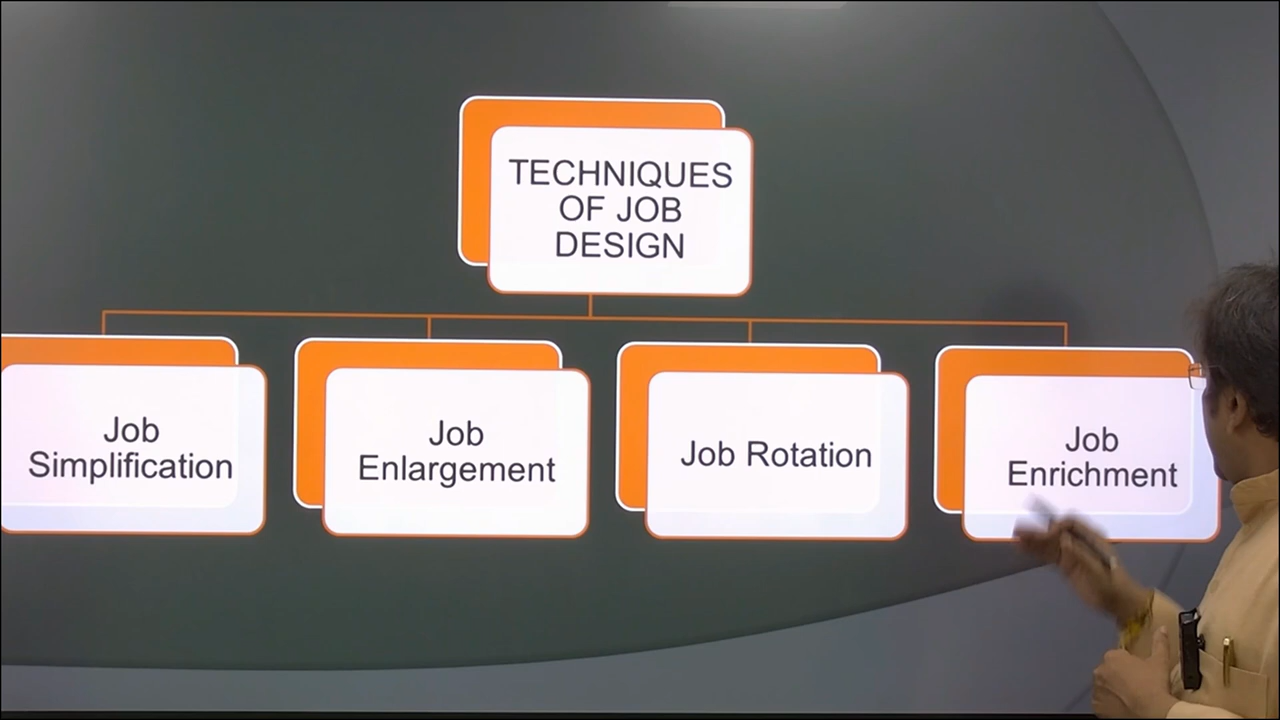 TECHNIQUES
OF JOB
DESIGN
Job
Simplification
Job
Enlargement
Job Rotation
Job
Enrichment